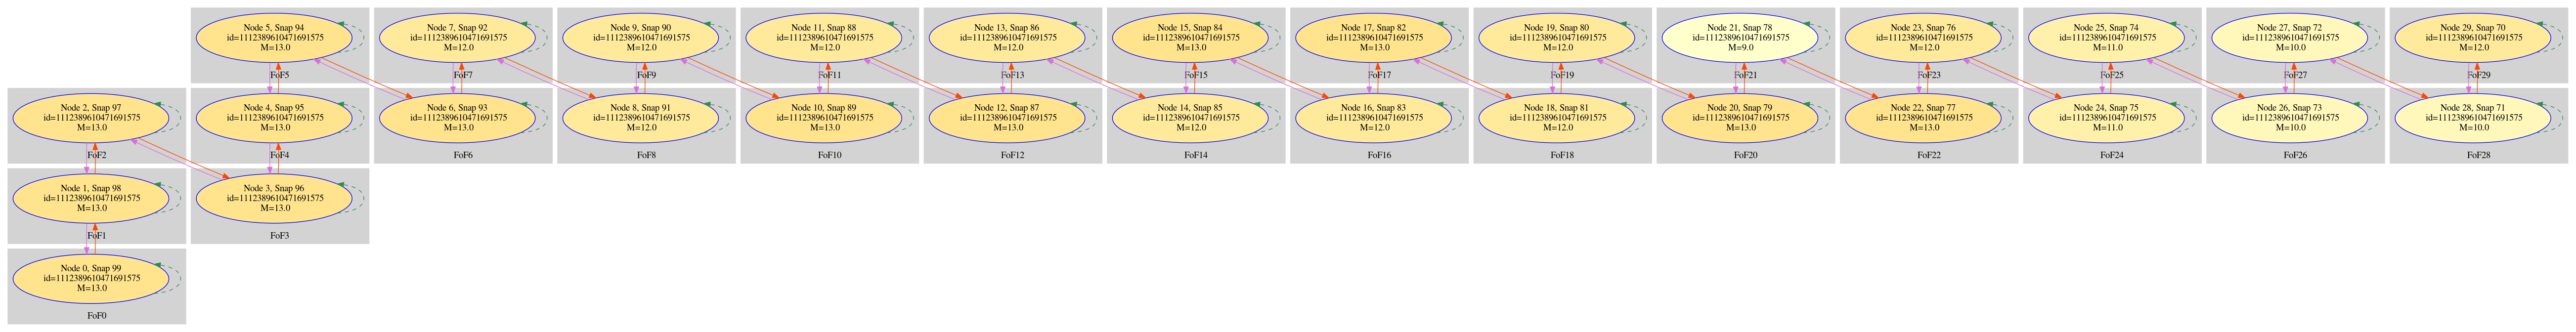 Node 5, Snap 94
id=1112389610471691575
M=13.0
FoF5
Node 7, Snap 92
id=1112389610471691575
M=12.0
FoF7
Node 9, Snap 90
id=1112389610471691575
M=12.0
FoF9
Node 11, Snap 88
id=1112389610471691575
M=12.0
FoF11
Node 13, Snap 86
id=1112389610471691575
M=12.0
FoF13
Node 15, Snap 84
id=1112389610471691575
M=13.0
FoF15
Node 17, Snap 82
id=1112389610471691575
M=13.0
FoF17
Node 19, Snap 80
id=1112389610471691575
M=12.0
FoF19
Node 21, Snap 78
id=1112389610471691575
M=9.0
FoF21
Node 23, Snap 76
id=1112389610471691575
M=12.0
FoF23
Node 25, Snap 74
id=1112389610471691575
M=11.0
FoF25
Node 27, Snap 72
id=1112389610471691575
M=10.0
FoF27
Node 29, Snap 70
id=1112389610471691575
M=12.0
FoF29
Node 2, Snap 97
id=1112389610471691575
M=13.0
FoF2
Node 4, Snap 95
id=1112389610471691575
M=13.0
FoF4
Node 6, Snap 93
id=1112389610471691575
M=13.0
FoF6
Node 8, Snap 91
id=1112389610471691575
M=12.0
FoF8
Node 10, Snap 89
id=1112389610471691575
M=13.0
FoF10
Node 12, Snap 87
id=1112389610471691575
M=13.0
FoF12
Node 14, Snap 85
id=1112389610471691575
M=12.0
FoF14
Node 16, Snap 83
id=1112389610471691575
M=12.0
FoF16
Node 18, Snap 81
id=1112389610471691575
M=12.0
FoF18
Node 20, Snap 79
id=1112389610471691575
M=13.0
FoF20
Node 22, Snap 77
id=1112389610471691575
M=13.0
FoF22
Node 24, Snap 75
id=1112389610471691575
M=11.0
FoF24
Node 26, Snap 73
id=1112389610471691575
M=10.0
FoF26
Node 28, Snap 71
id=1112389610471691575
M=10.0
FoF28
Node 1, Snap 98
id=1112389610471691575
M=13.0
FoF1
Node 3, Snap 96
id=1112389610471691575
M=13.0
FoF3
Node 0, Snap 99
id=1112389610471691575
M=13.0
FoF0